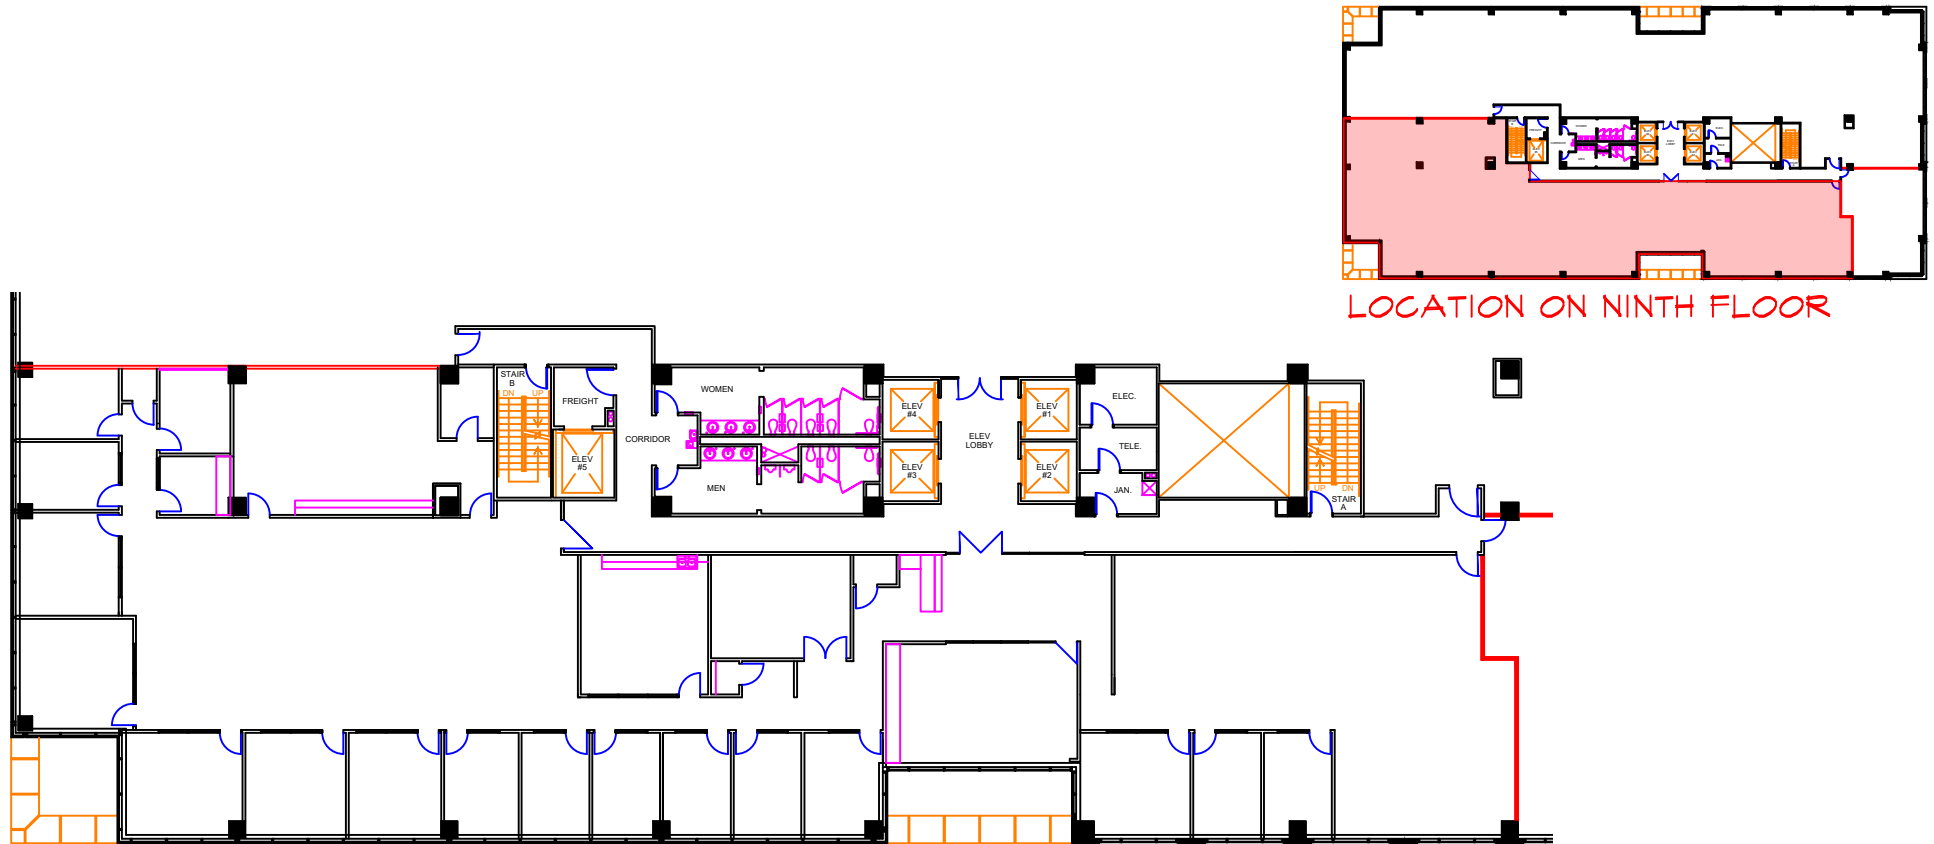 LOCATION ON NINTH FLOOR
STAIR
B
DN UP
FREIGHT
ELEV
#5
CORRIDOR
WOMEN
MEN
ELEV
#4
ELEV
#3
ELEV
LOBBY
ELEV
#1
ELEV
#2
ELEC.
TELE.
JAN.
UP DN
STAIR
A